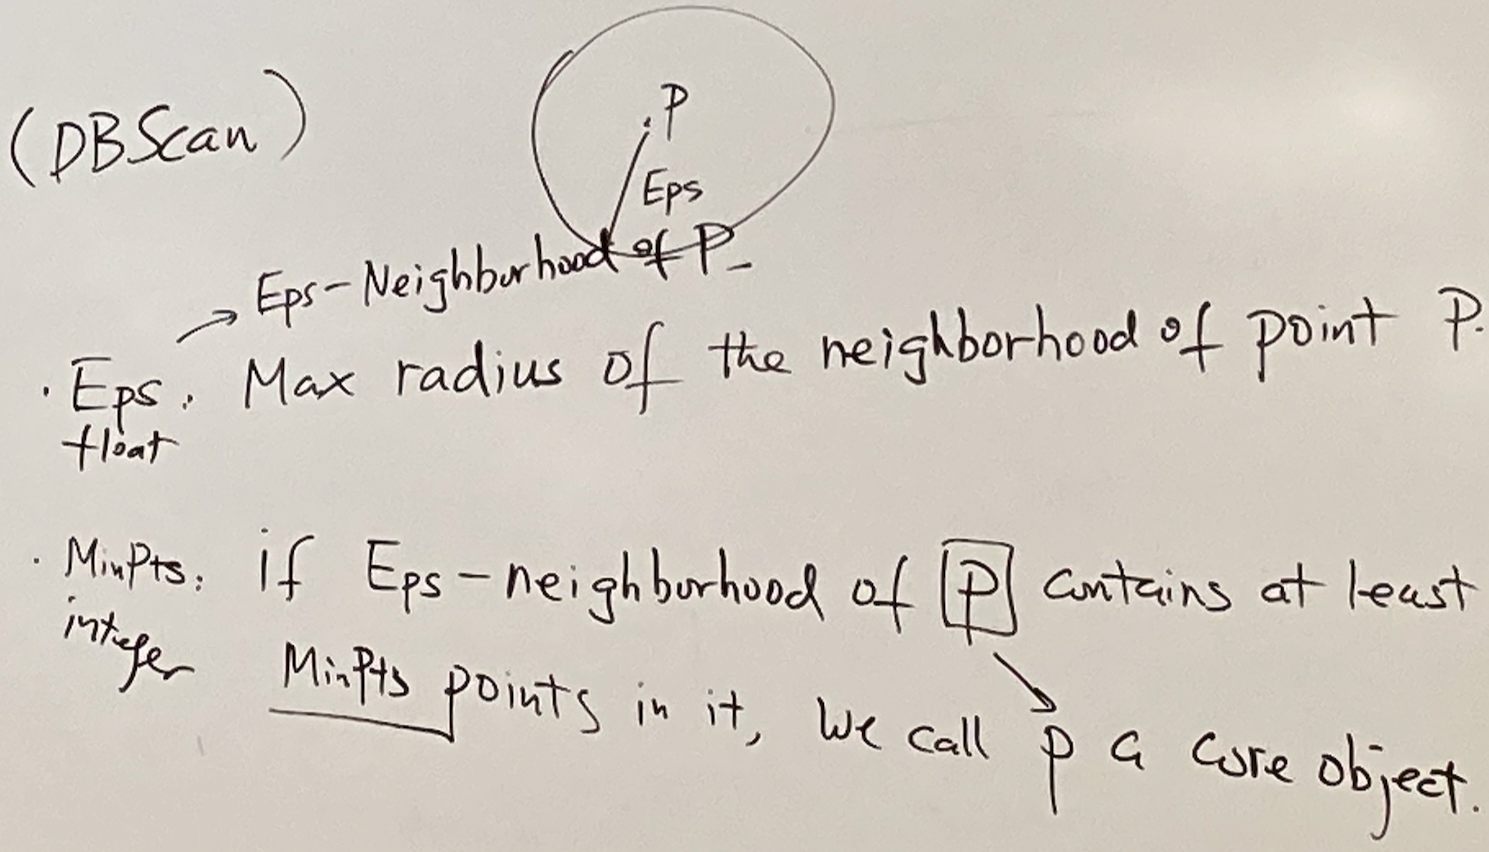 (DBScan)
P
Eps
Eps-Neighborhood of P
· Eps: Max radius of the neighborhood of point P.
float
· MinPts: if Eps-neighborhood of P contains at least
integer
MinPts points in it, we call P a core object.